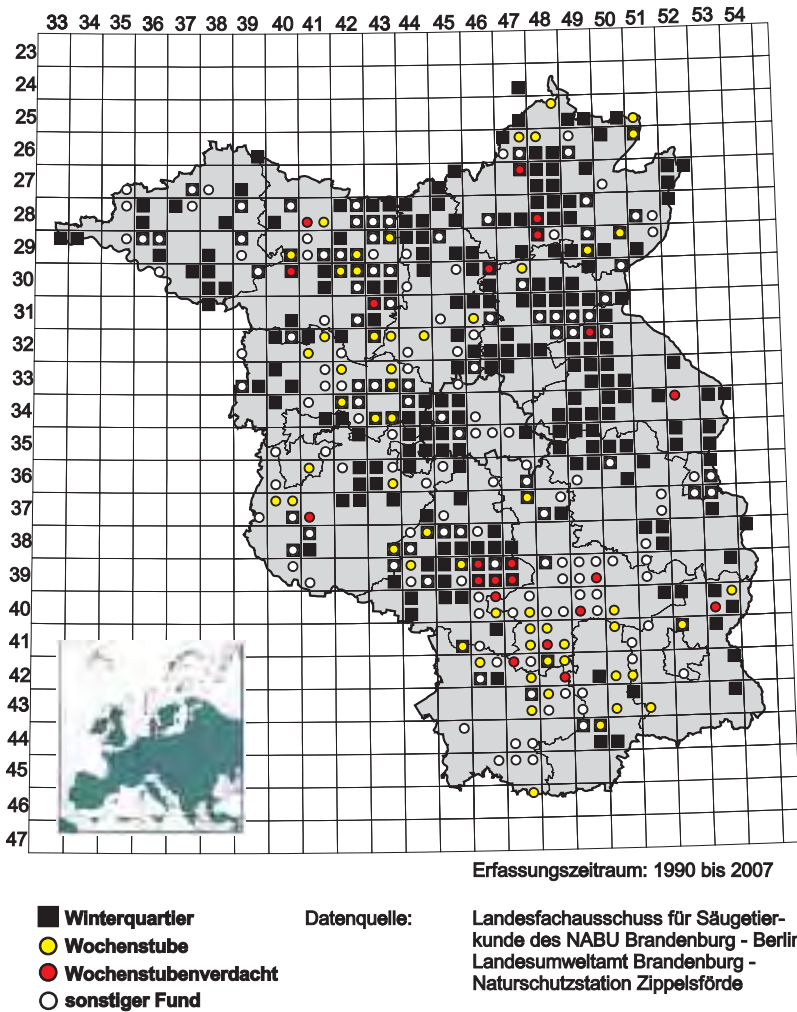 33 34 35 36 37 38 39 40 41 42 43 44 45 46 47 48 49 50 51 52 53 54
23
24
25
26
27
28
29
30
31
32
33
34
35
36
37
38
39
40
41
42
43
44
45
46
47
Erfassungszeitraum: 1990 bis 2007
Winterquartier
Wochenstube
Wochenstubenverdacht
sonstiger Fund
Datenquelle:
Landesfachausschuss für Säugetier-
kunde des NABU Brandenburg - Berlin
Landesumweltamt Brandenburg -
Naturschutzstation Zippelsförde